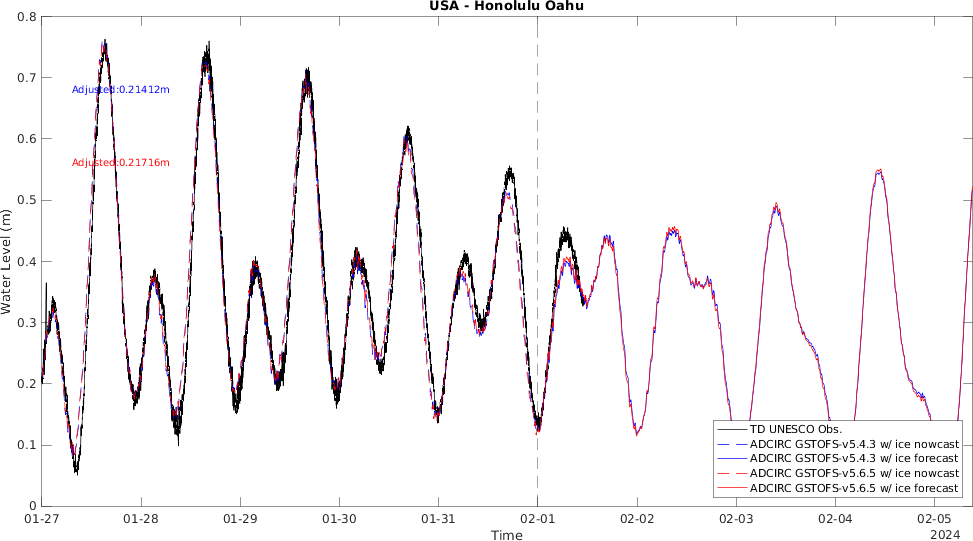 USA - Honolulu Oahu
0.8
0.7
0.6
0.5
0.4
0.3
0.2
0.1
0
Water Level (m)
Adjusted:0.21412m
Adjusted:0.21716m
TD UNESCO Obs.
ADCIRC GSTOFS-v5.4.3 w/ ice nowcast
ADCIRC GSTOFS-v5.4.3 w/ ice forecast
ADCIRC GSTOFS-v5.6.5 w/ ice nowcast
ADCIRC GSTOFS-v5.6.5 w/ ice forecast
01-27 01-28 01-29 01-30 01-31 02-01 02-02 02-03 02-04 02-05
Time
2024